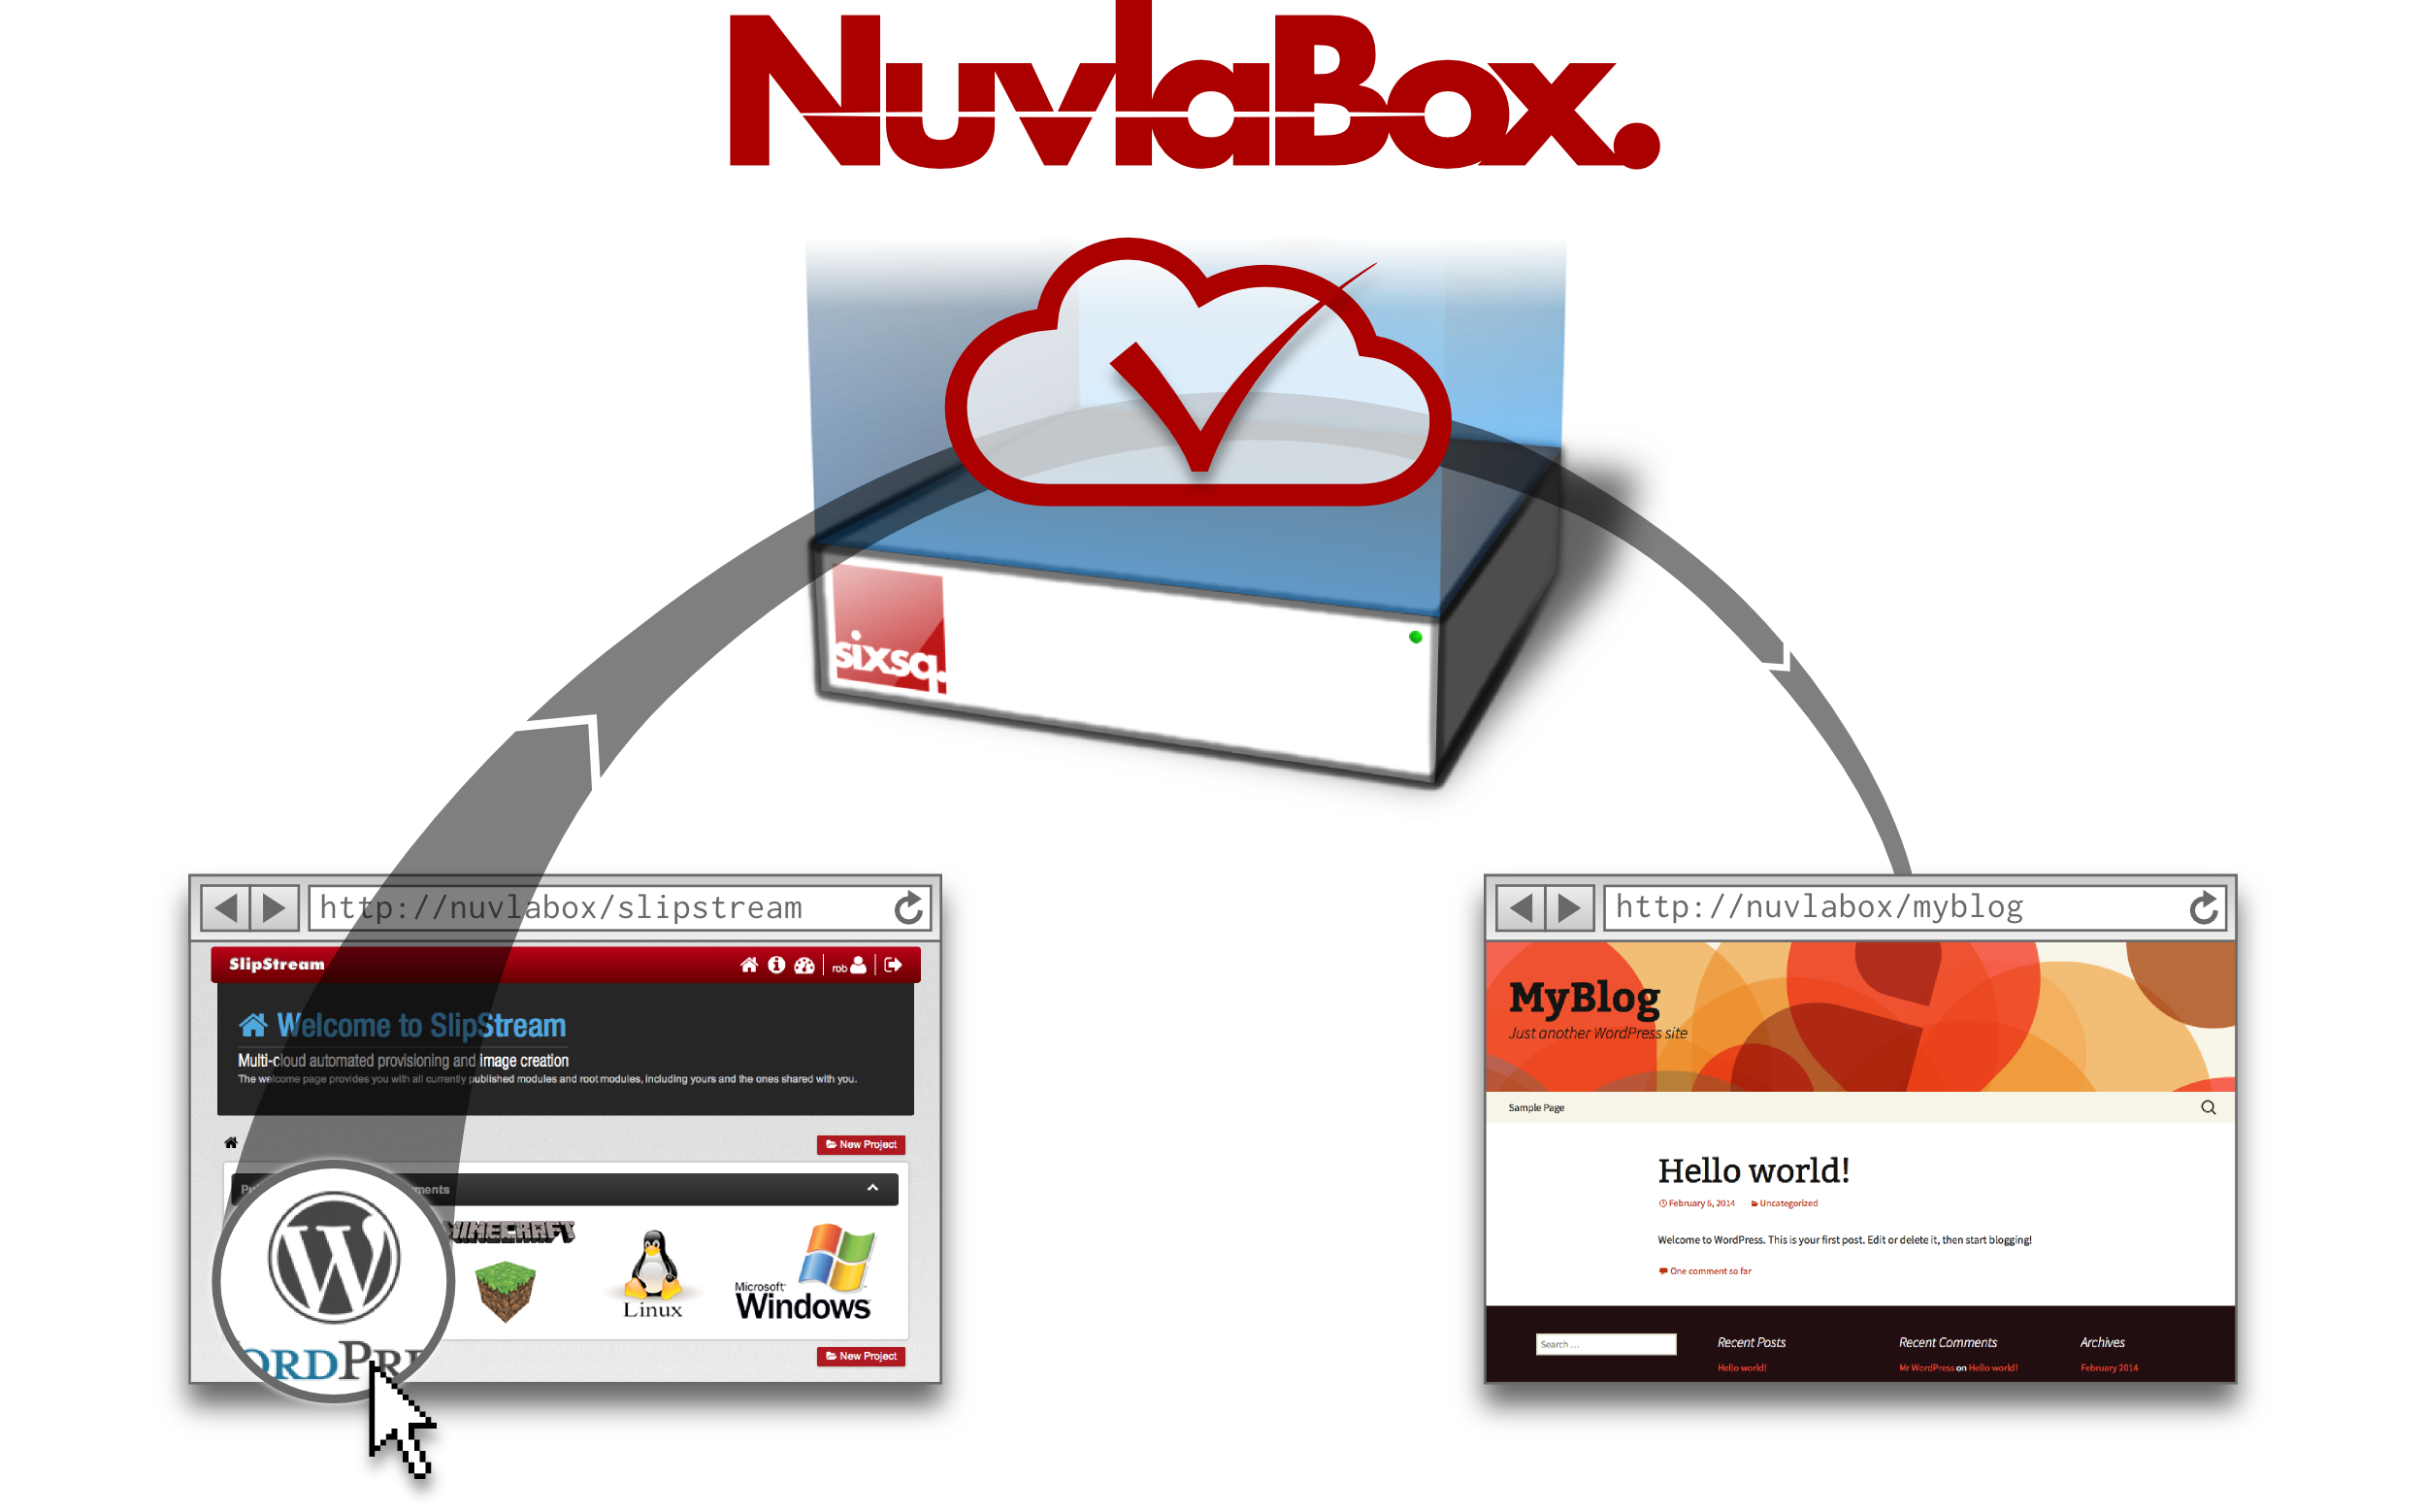 NuvlaBox.
sixsq.
http://nuvlabox/slipstream
SlipStream
rob
Welcome to SlipStream
Multi-cloud automated provisioning and image creation
The welcome page provides you with all currently published modules and root modules, including yours and the ones shared with you.
New Project
MINECRAFT
Linux
Microsoft
Windows
W
ORDPRE
New Project
http://nuvlabox/myblog
MyBlog
Just another WordPress site
Sample Page
Hello world!
February 5, 2014 Uncategorized
Welcome to WordPress. This is your first post. Edit or delete it, then start blogging!
One comment so far
Search ...
Recent Posts
Hello world!
Recent Comments
Mr WordPress on Hello world!
Archives
February 2014